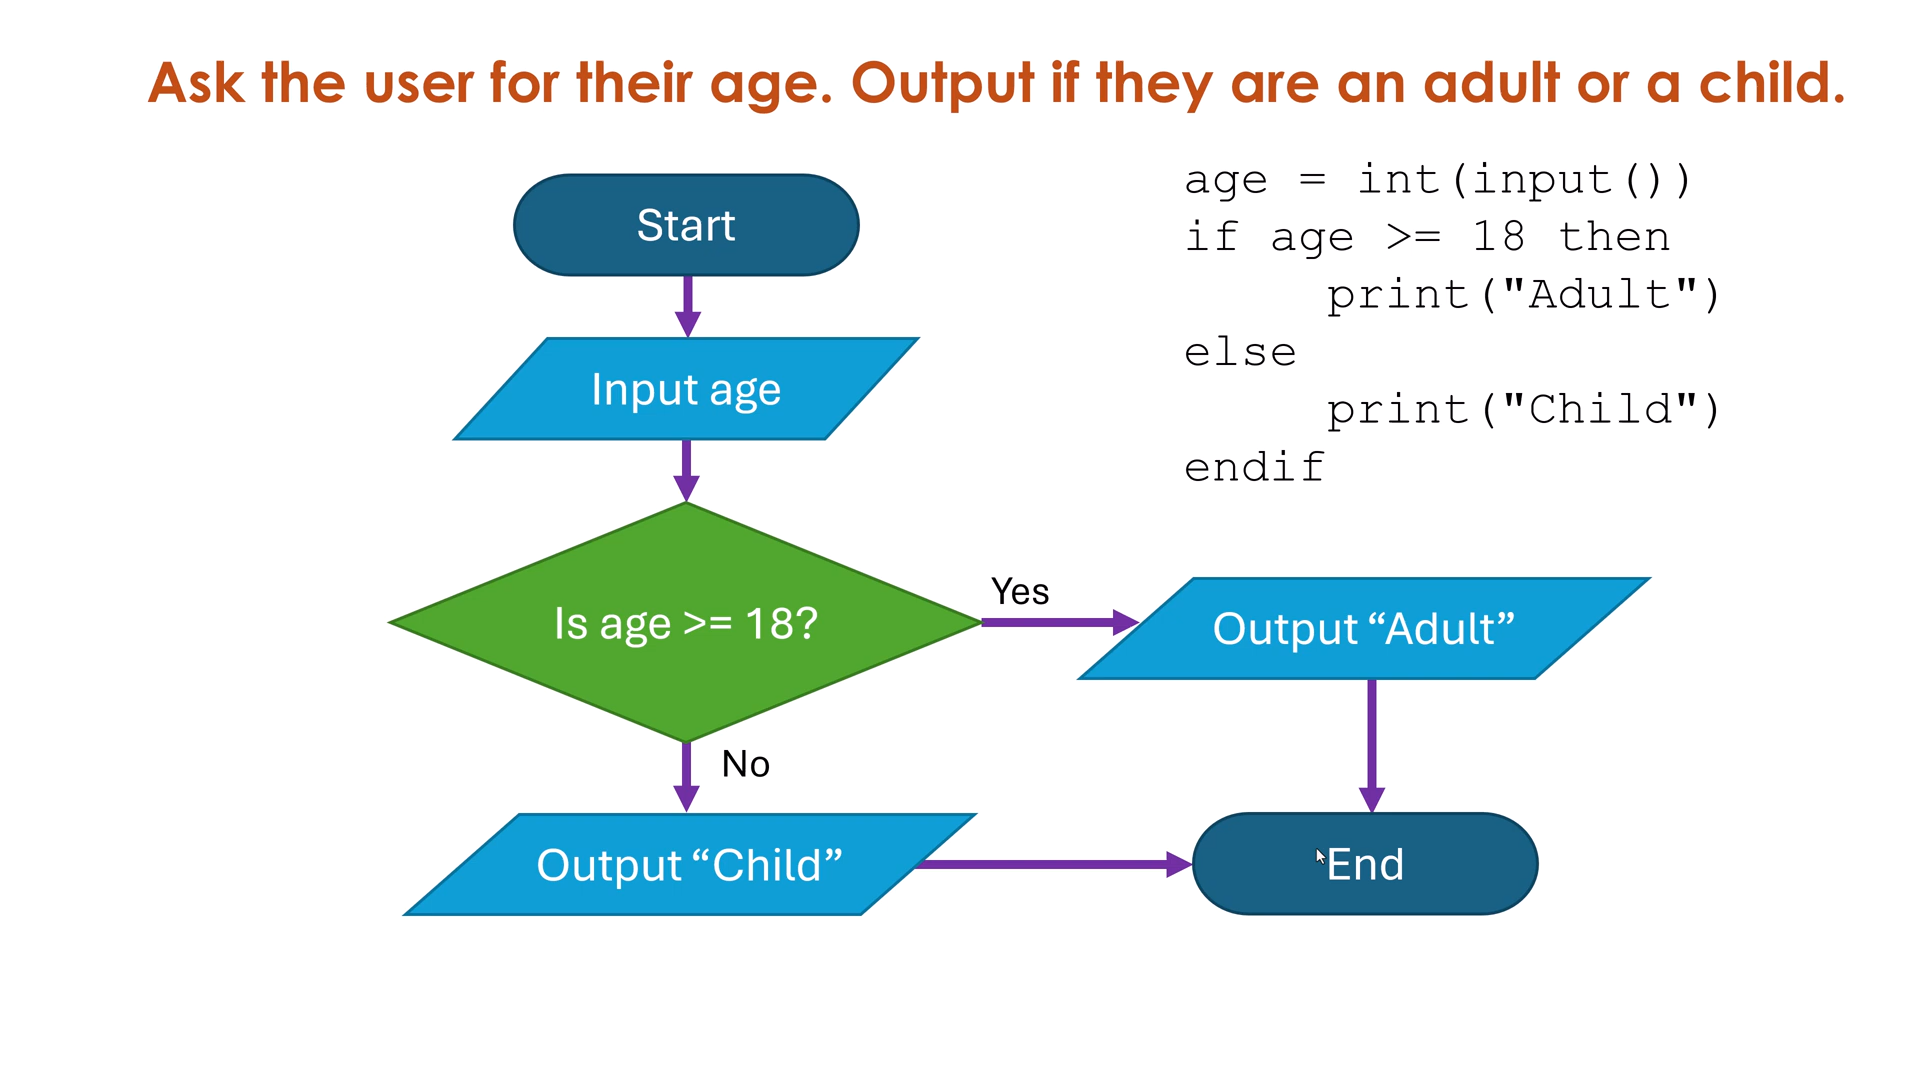 Ask the user for their age. Output if they are an adult or a child.
Start
Input age
Is age >= 18?
Yes
No
Output “Adult”
Output “Child”
End
age = int(input())
if age >= 18 then
     print("Adult")
else
     print("Child")
endif